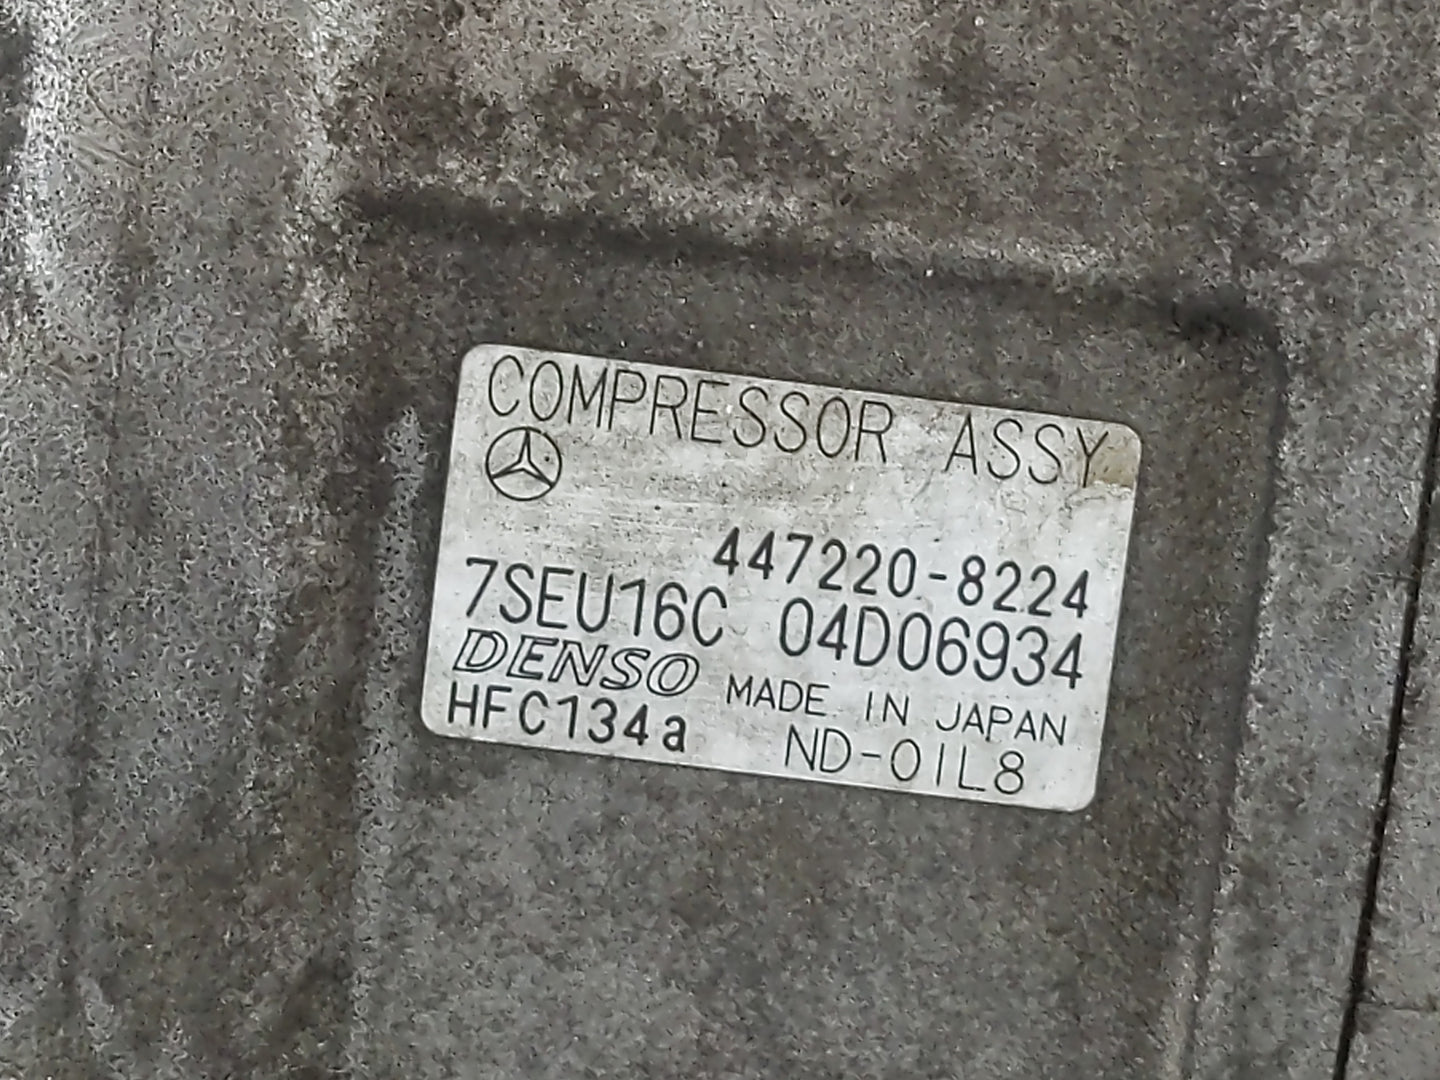 COMPRESSOR ASSY
447220-8224
7SEU16C 04D06934
DENSO MADE IN JAPAN
HFC134a ND-OIL8